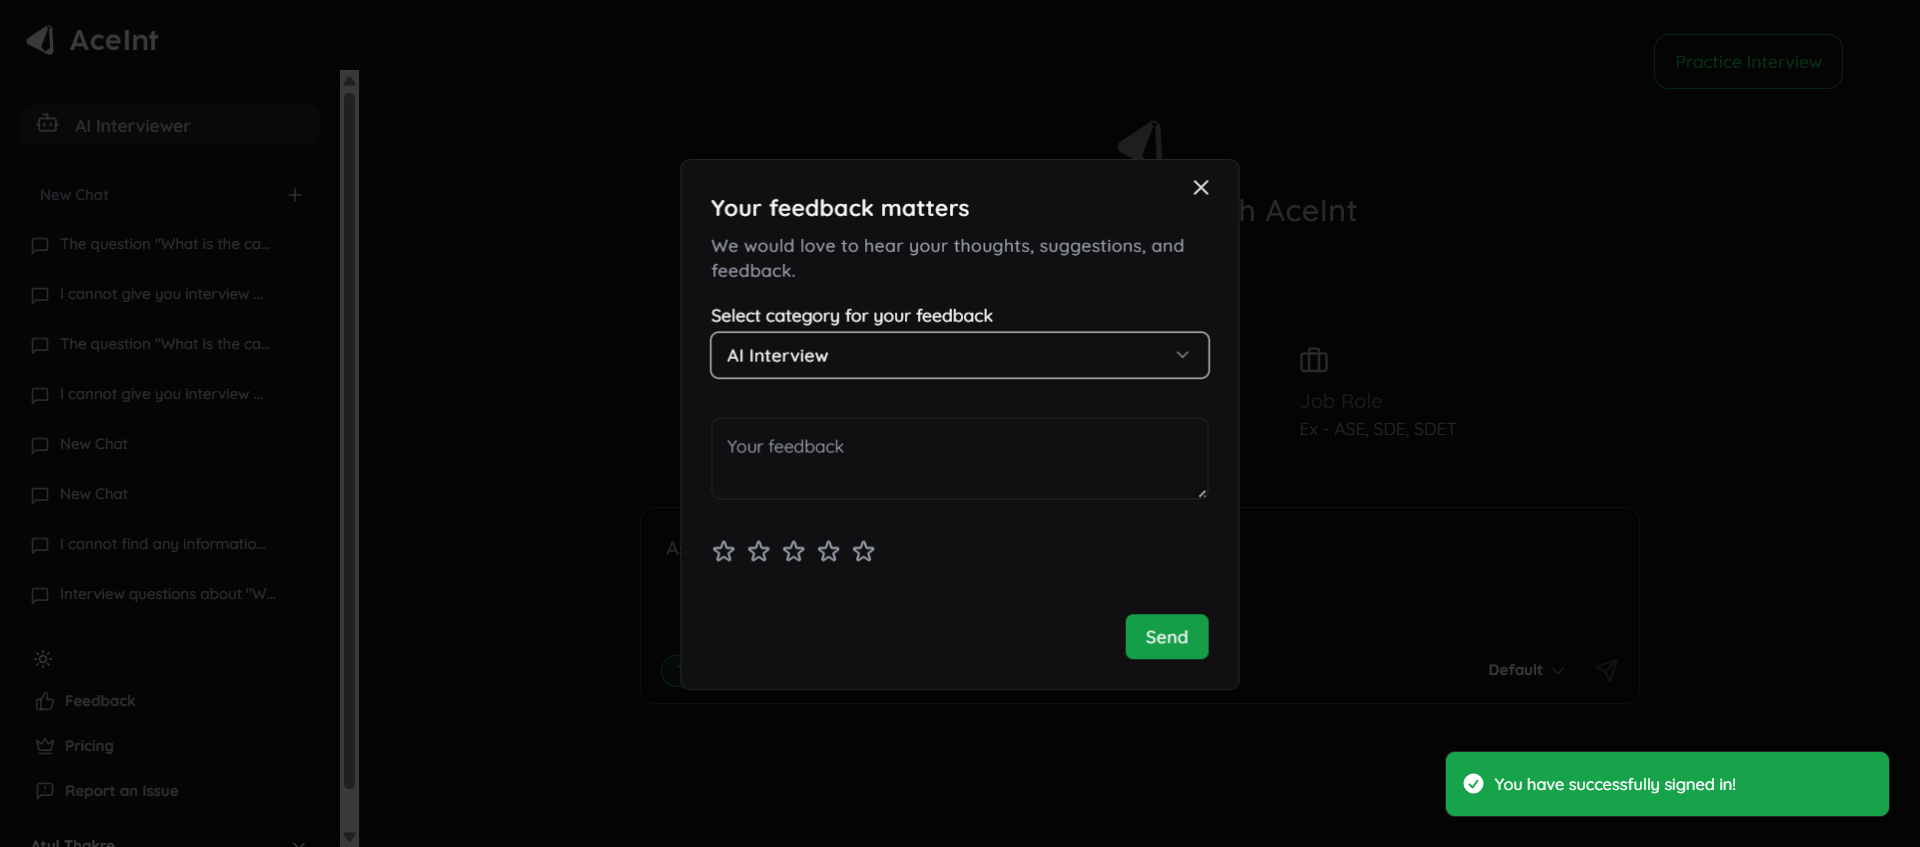 AceInt
AI Interviewer
New Chat
The question "What is the ca...
I cannot give you interview ...
The question "What is the ca...
I cannot give you interview ...
New Chat
New Chat
I cannot find any informatio...
Interview questions about "W...
Feedback
Pricing
Report an Issue
Atul Thakre
Practice Interview
AceInt
Job Role
Ex - ASE, SDE, SDET
Default
Your feedback matters
We would love to hear your thoughts, suggestions, and
feedback.
Select category for your feedback
AI Interview
Your feedback
Send
You have successfully signed in!